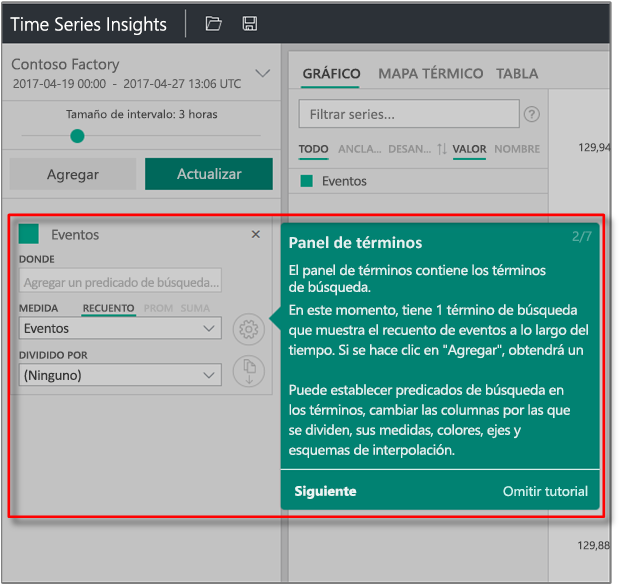 Time Series Insights
Contoso Factory
2017-04-19 00:00 - 2017-04-27 13:06 UTC
Tamaño de intervalo: 3 horas
Agregar
Actualizar
GRÁFICO MAPA TÉRMICO TABLA
Filtrar series...
?
TODO ANCLA... DESAN... VALOR NOMBRE
Eventos
129,94
Eventos
DONDE
Agregar un predicado de búsqueda...
MEDIDA RECUENTO PROM SUMA
Eventos
DIVIDIDO POR
(Ninguno)
Panel de términos
2/7
El panel de términos contiene los términos
de búsqueda.
En este momento, tiene 1 término de búsqueda
que muestra el recuento de eventos a lo largo del
tiempo. Si se hace clic en "Agregar", obtendrá un
Puede establecer predicados de búsqueda en
los términos, cambiar las columnas por las que
se dividen, sus medidas, colores, ejes y
esquemas de interpolación.
Siguiente
Omitir tutorial
129,88